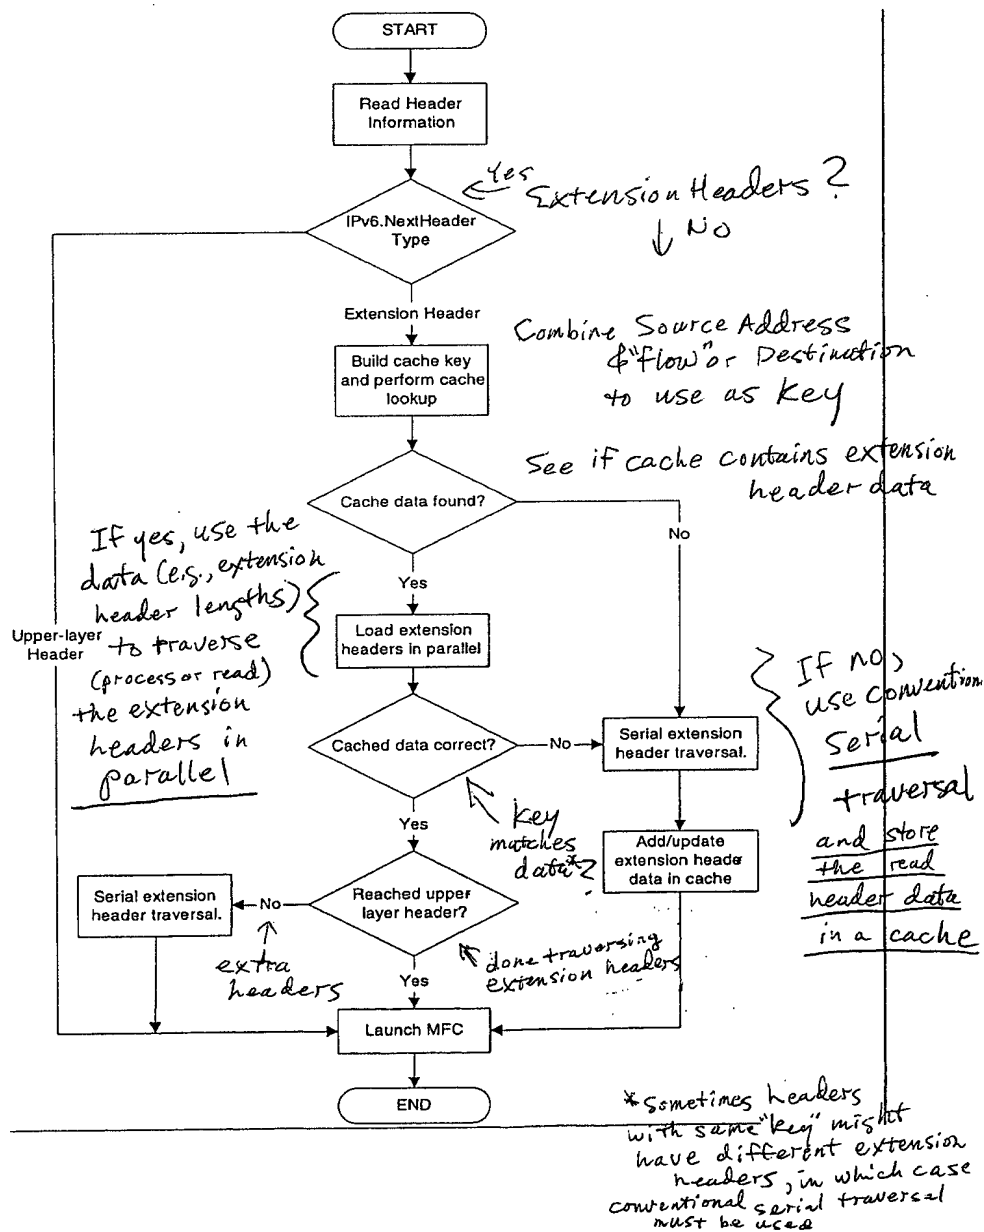 START
Read Header
Information
← Yes
Extension Headers?
↓ No
IPv6.NextHeader
Type
Extension Header
Combine Source Address
& "flow" or Destination
to use as key
Build cache key
and perform cache
lookup
See if cache contains extension
header data
Cache data found?
No
Yes
If yes, use the
data (e.g., extension
header lengths)
to traverse
(process or read)
the extension
headers in
parallel
Upper-layer
Header
Load extension
headers in parallel
If no,
use convention
serial
traversal
and store
the read
header data
in a cache
Cached data correct?
No
Serial extension
header traversal.
Yes
key
matches
data*?
Add/update
extension heade
data in cache
Reached upper
layer header?
No
Serial extension
header traversal.
extra
headers
done traversing
extension headers
Yes
Launch MFC
END
*Sometimes headers
with same "key" might
have different extension
headers, in which case
conventional serial traversal
must be used